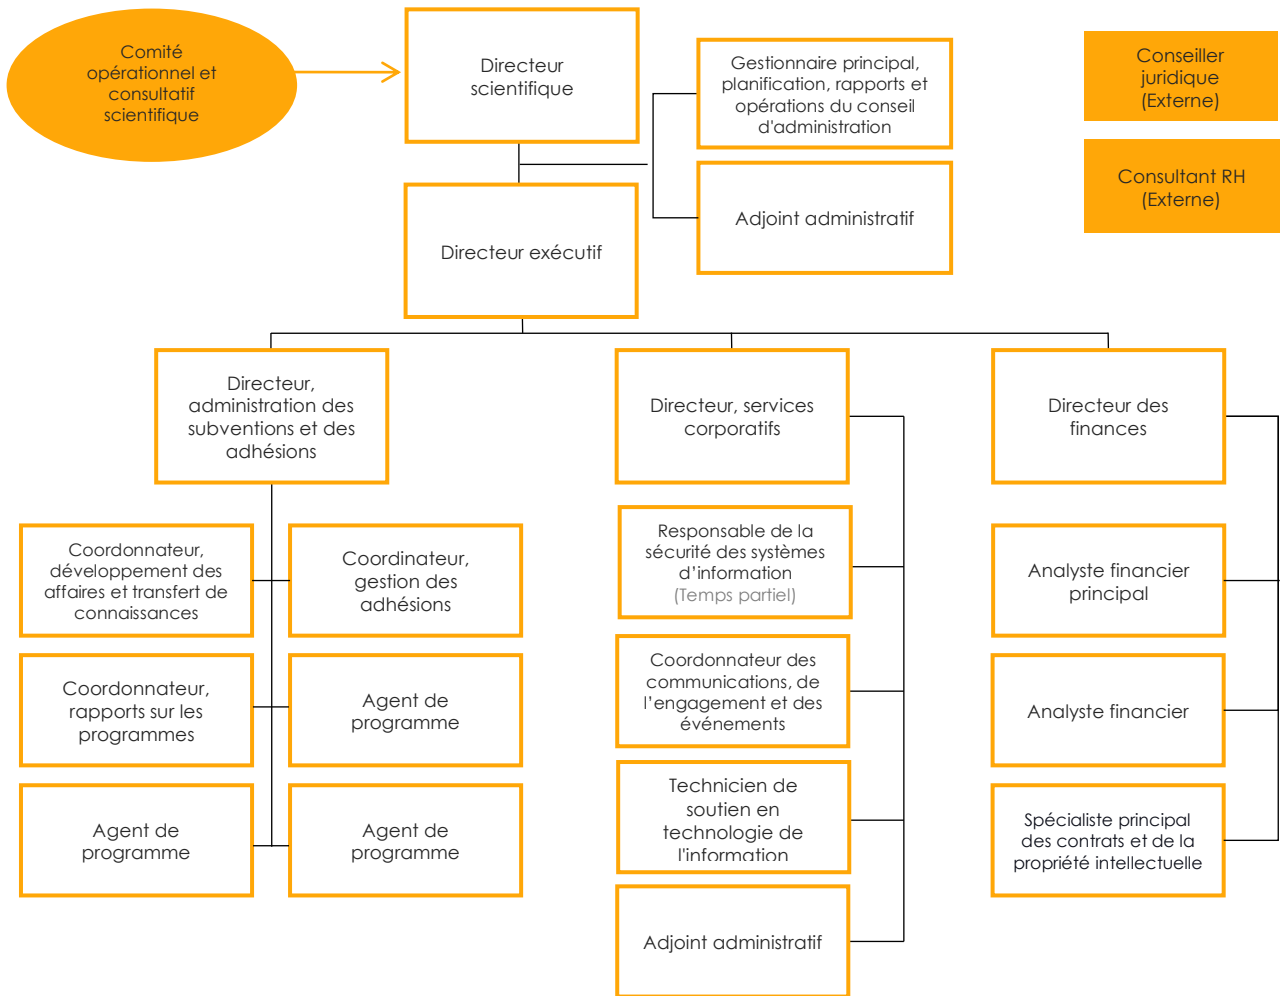 Comité
opérationnel et
consultatif
scientifique
Directeur
scientifique
Gestionnaire principal,
planification, rapports et
opérations du conseil
d'administration
Conseiller
juridique
(Externe)
Consultant RH
(Externe)
Adjoint administratif
Directeur exécutif
Directeur,
administration des
subventions et des
adhésions
Directeur, services
corporatifs
Directeur des
finances
Coordonnateur,
développement des
affaires et transfert de
connaissances
Coordinateur,
gestion des
adhésions
Responsable de la
sécurité des systèmes
d’information
(Temps partiel)
Analyste financier
principal
Coordonnateur,
rapports sur les
programmes
Agent de
programme
Coordonnateur des
communications, de
l’engagement et des
événements
Analyste financier
Agent de
programme
Agent de
programme
Technicien de
soutien en
technologie de
l'information
Spécialiste principal
des contrats et de la
propriété intellectuelle
Adjoint administratif